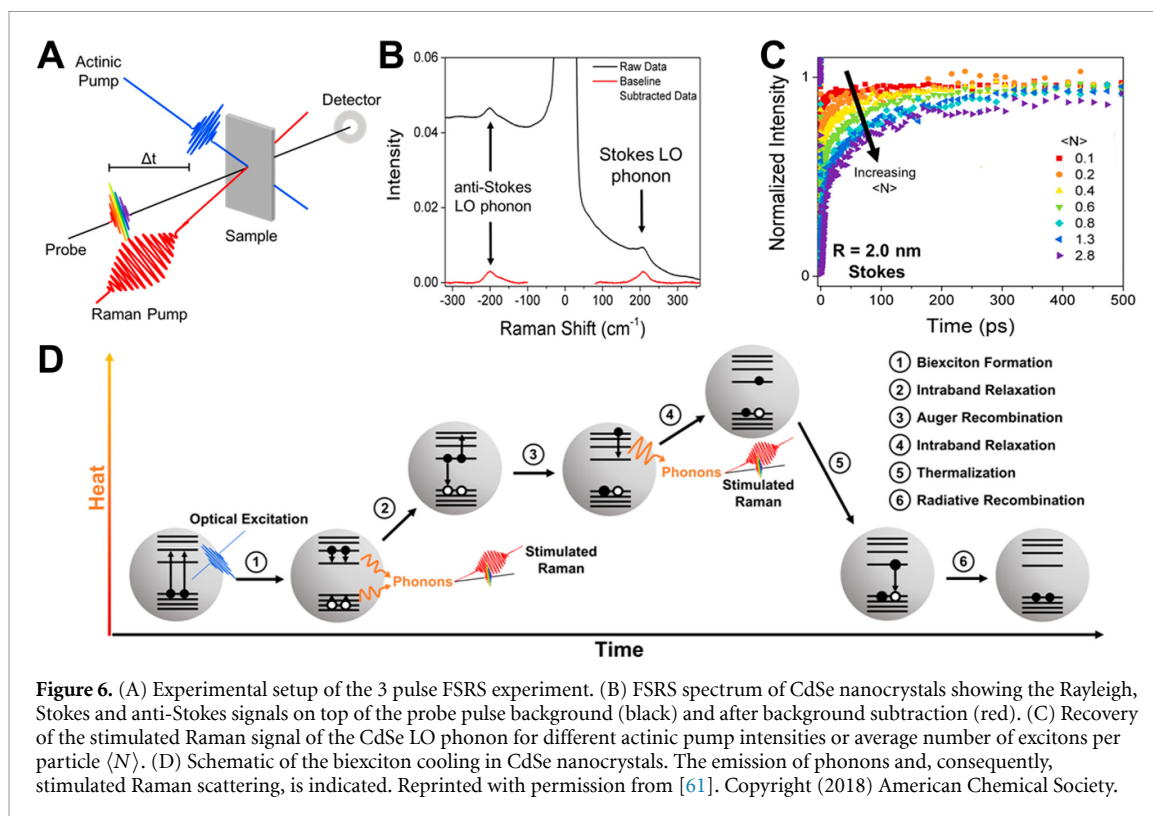 A
Actinic
Pump
Detector
Δt
Probe
Sample
Raman Pump
B
0.06
0.04
0.02
0.00
Intensity
Raw Data
Baseline
Subtracted Data
anti-Stokes
LO phonon
Stokes LO
phonon
-300
-200
-100
0
100
200
300
Raman Shift (cm⁻¹)
C
1
0
Normalized Intensity
Increasing
<N>
<N>
0.1
0.2
0.4
0.6
0.8
1.3
2.8
R = 2.0 nm
Stokes
0
100
200
300
400
500
Time (ps)
D
Heat
Optical Excitation
1
Phonons
Stimulated
Raman
2
3
Phonons
4
Stimulated
Raman
5
6
1 Biexciton Formation
2 Intraband Relaxation
3 Auger Recombination
4 Intraband Relaxation
5 Thermalization
6 Radiative Recombination
Time
Figure 6. (A) Experimental setup of the 3 pulse FSRS experiment. (B) FSRS spectrum of CdSe nanocrystals showing the Rayleigh,
Stokes and anti-Stokes signals on top of the probe pulse background (black) and after background subtraction (red). (C) Recovery
of the stimulated Raman signal of the CdSe LO phonon for different actinic pump intensities or average number of excitons per
particle ⟨N⟩. (D) Schematic of the biexciton cooling in CdSe nanocrystals. The emission of phonons and, consequently,
stimulated Raman scattering, is indicated. Reprinted with permission from [61]. Copyright (2018) American Chemical Society.